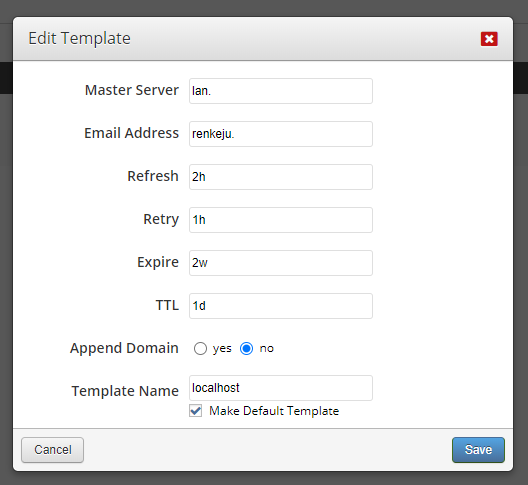 Edit Template
Master Server lan.
Email Address renkeju.
Refresh 2h
Retry 1h
Expire 2w
TTL 1d
Append Domain yes no
Template Name localhost
Make Default Template
Cancel Save